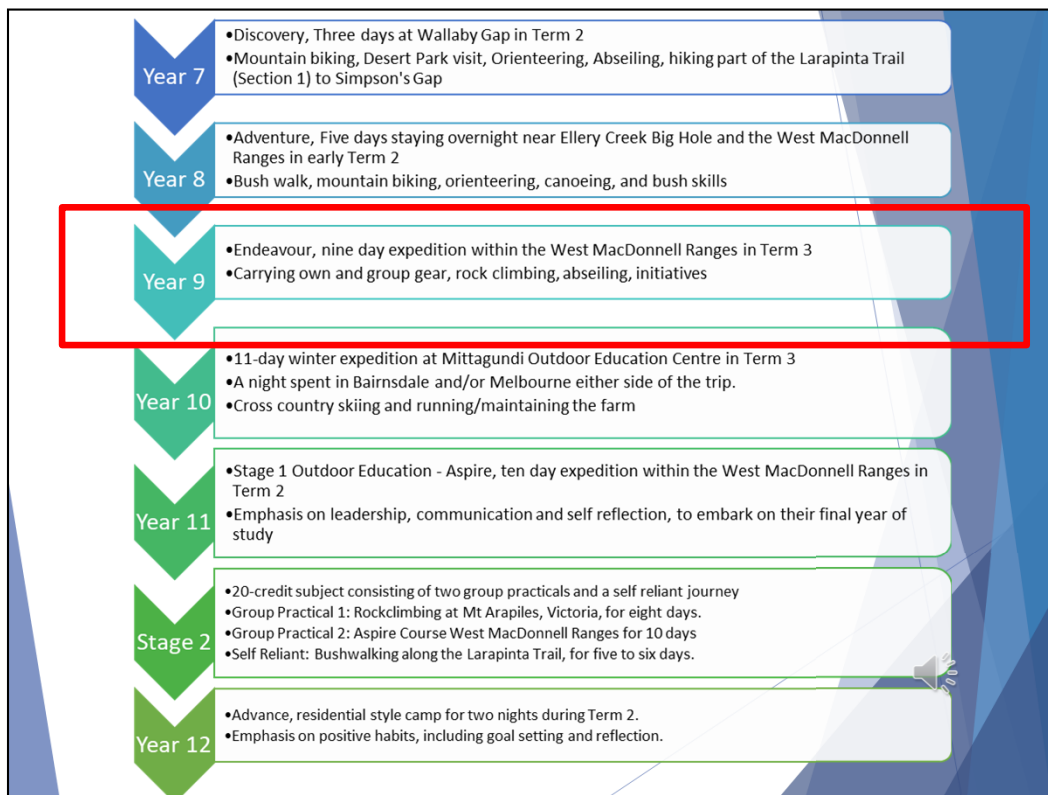 Year 7
•Discovery, Three days at Wallaby Gap in Term 2
•Mountain biking, Desert Park visit, Orienteering, Abseiling, hiking part of the Larapinta Trail
(Section 1) to Simpson's Gap
Year 8
•Adventure, Five days staying overnight near Ellery Creek Big Hole and the West MacDonnell
Ranges in early Term 2
•Bush walk, mountain biking, orienteering, canoeing, and bush skills
Year 9
•Endeavour, nine day expedition within the West MacDonnell Ranges in Term 3
•Carrying own and group gear, rock climbing, abseiling, initiatives
Year 10
•11-day winter expedition at Mittagundi Outdoor Education Centre in Term 3
•A night spent in Bairnsdale and/or Melbourne either side of the trip.
•Cross country skiing and running/maintaining the farm
Year 11
•Stage 1 Outdoor Education - Aspire, ten day expedition within the West MacDonnell Ranges in
Term 2
•Emphasis on leadership, communication and self reflection, to embark on their final year of
study
Stage 2
•20-credit subject consisting of two group practicals and a self reliant journey
•Group Practical 1: Rockclimbing at Mt Arapiles, Victoria, for eight days.
•Group Practical 2: Aspire Course West MacDonnell Ranges for 10 days
•Self Reliant: Bushwalking along the Larapinta Trail, for five to six days.
Year 12
•Advance, residential style camp for two nights during Term 2.
•Emphasis on positive habits, including goal setting and reflection.